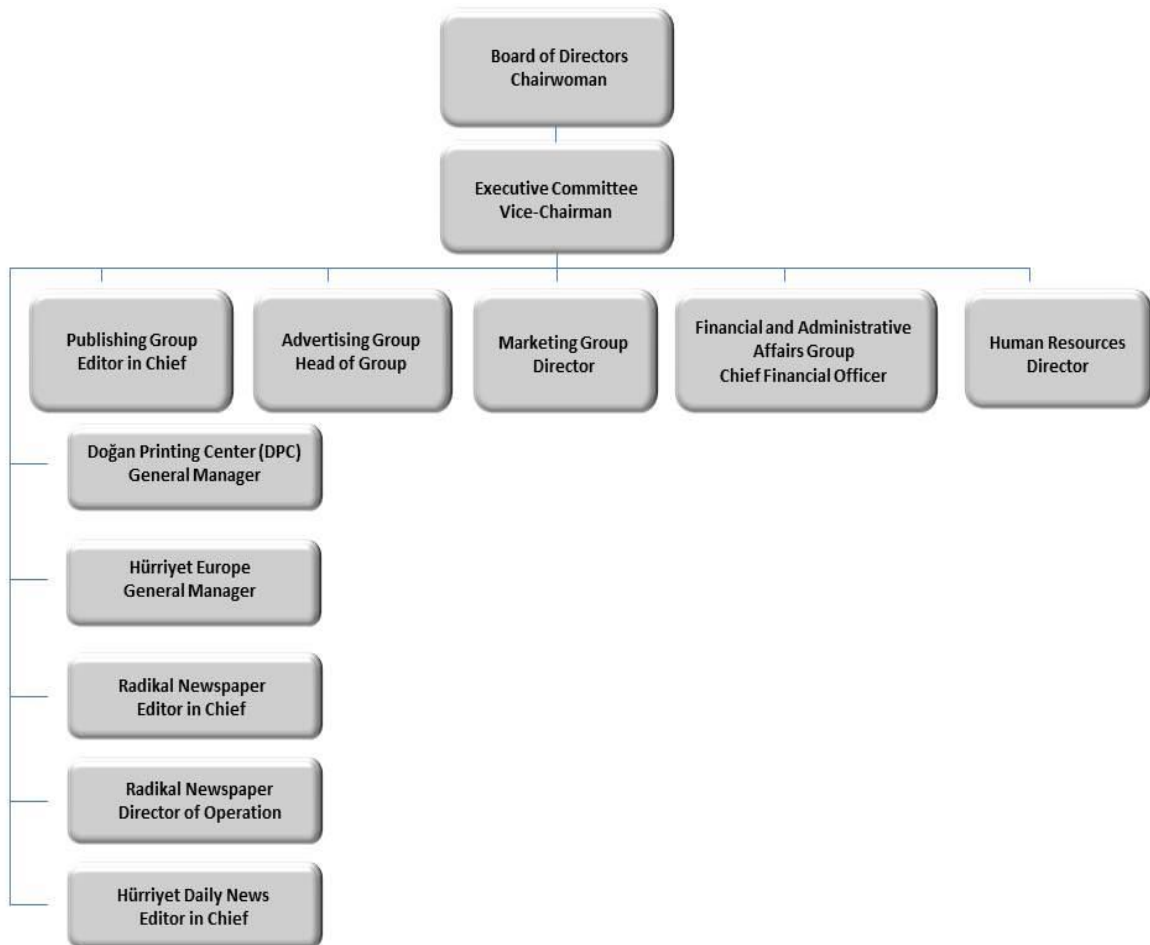 Board of Directors
Chairwoman
Executive Committee
Vice-Chairman
Publishing Group
Editor in Chief
Advertising Group
Head of Group
Marketing Group
Director
Financial and Administrative
Affairs Group
Chief Financial Officer
Human Resources
Director
Doğan Printing Center (DPC)
General Manager
Hürriyet Europe
General Manager
Radikal Newspaper
Editor in Chief
Radikal Newspaper
Director of Operation
Hürriyet Daily News
Editor in Chief